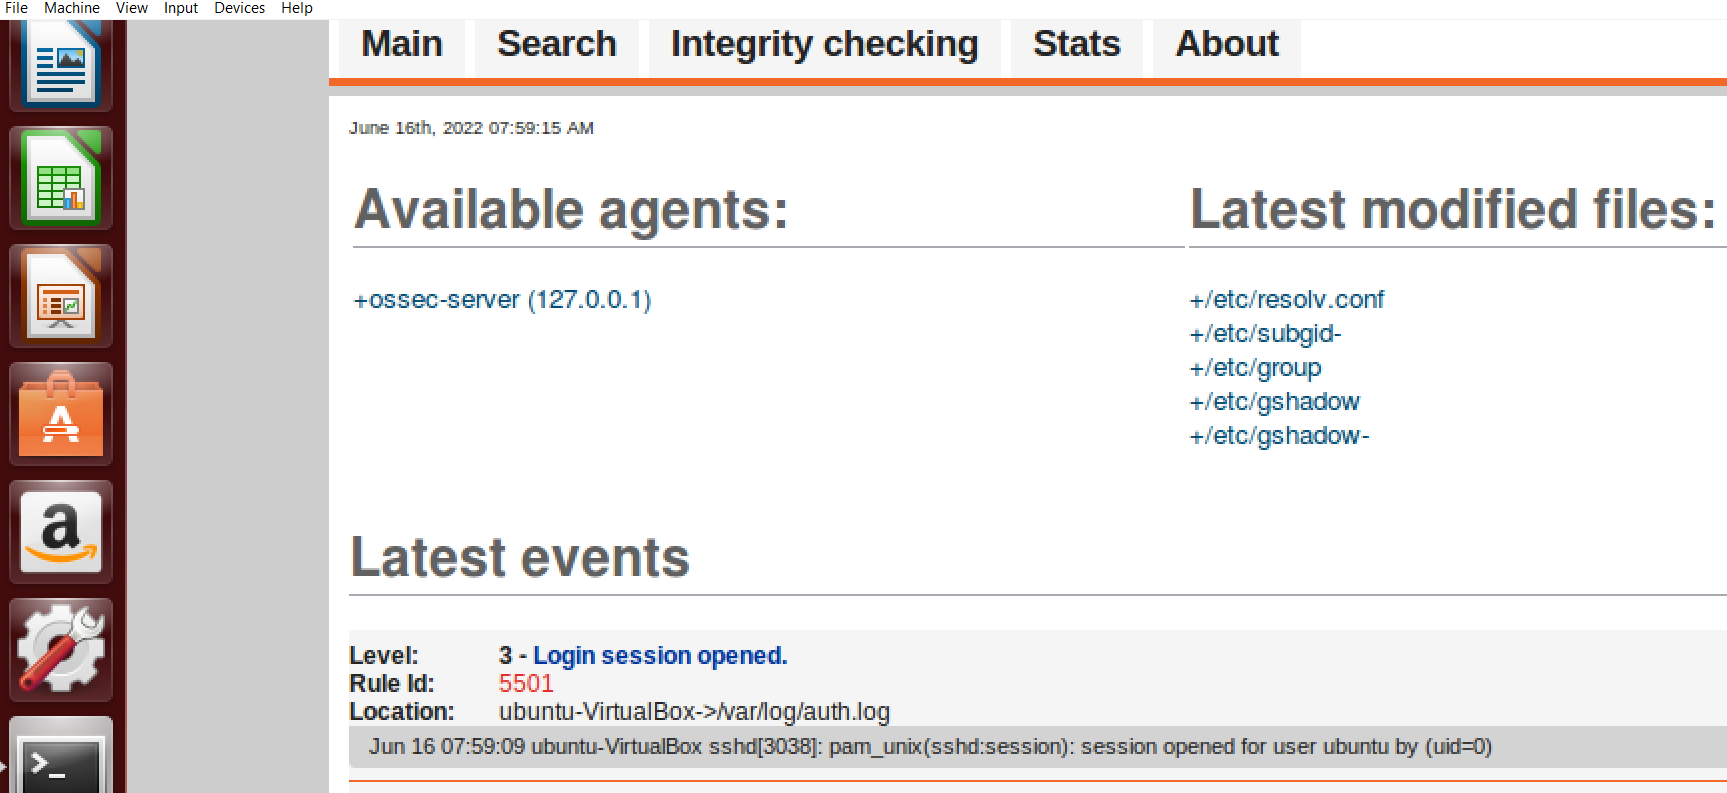 File Machine View Input Devices Help
Main Search Integrity checking Stats About
June 16th, 2022 07:59:15 AM
Available agents:
+ossec-server (127.0.0.1)
Latest modified files:
+/etc/resolv.conf
+/etc/subgid-
+/etc/group
+/etc/gshadow
+/etc/gshadow-
Latest events
Level: 3 - Login session opened.
Rule Id: 5501
Location: ubuntu-VirtualBox->/var/log/auth.log
Jun 16 07:59:09 ubuntu-VirtualBox sshd[3038]: pam_unix(sshd:session): session opened for user ubuntu by (uid=0)